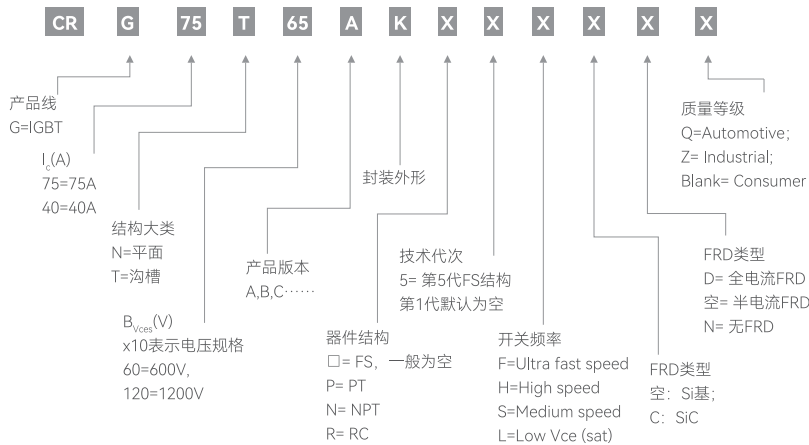 CR G 75 T 65 A K X X X X X X
产品线
G=IGBT
I_c(A)
75=75A
40=40A
结构大类
N=平面
T=沟槽
B_Vces(V)
x10表示电压规格
60=600V,
120=1200V
产品版本
A,B,C……
封装外形
器件结构
□= FS，一般为空
P= PT
N= NPT
R= RC
技术代次
5= 第5代FS结构
第1代默认为空
开关频率
F=Ultra fast speed
H=High speed
S=Medium speed
L=Low Vce (sat)
FRD类型
空：Si基;
C：SiC
FRD类型
D= 全电流FRD
空= 半电流FRD
N= 无FRD
质量等级
Q=Automotive;
Z= Industrial;
Blank= Consumer